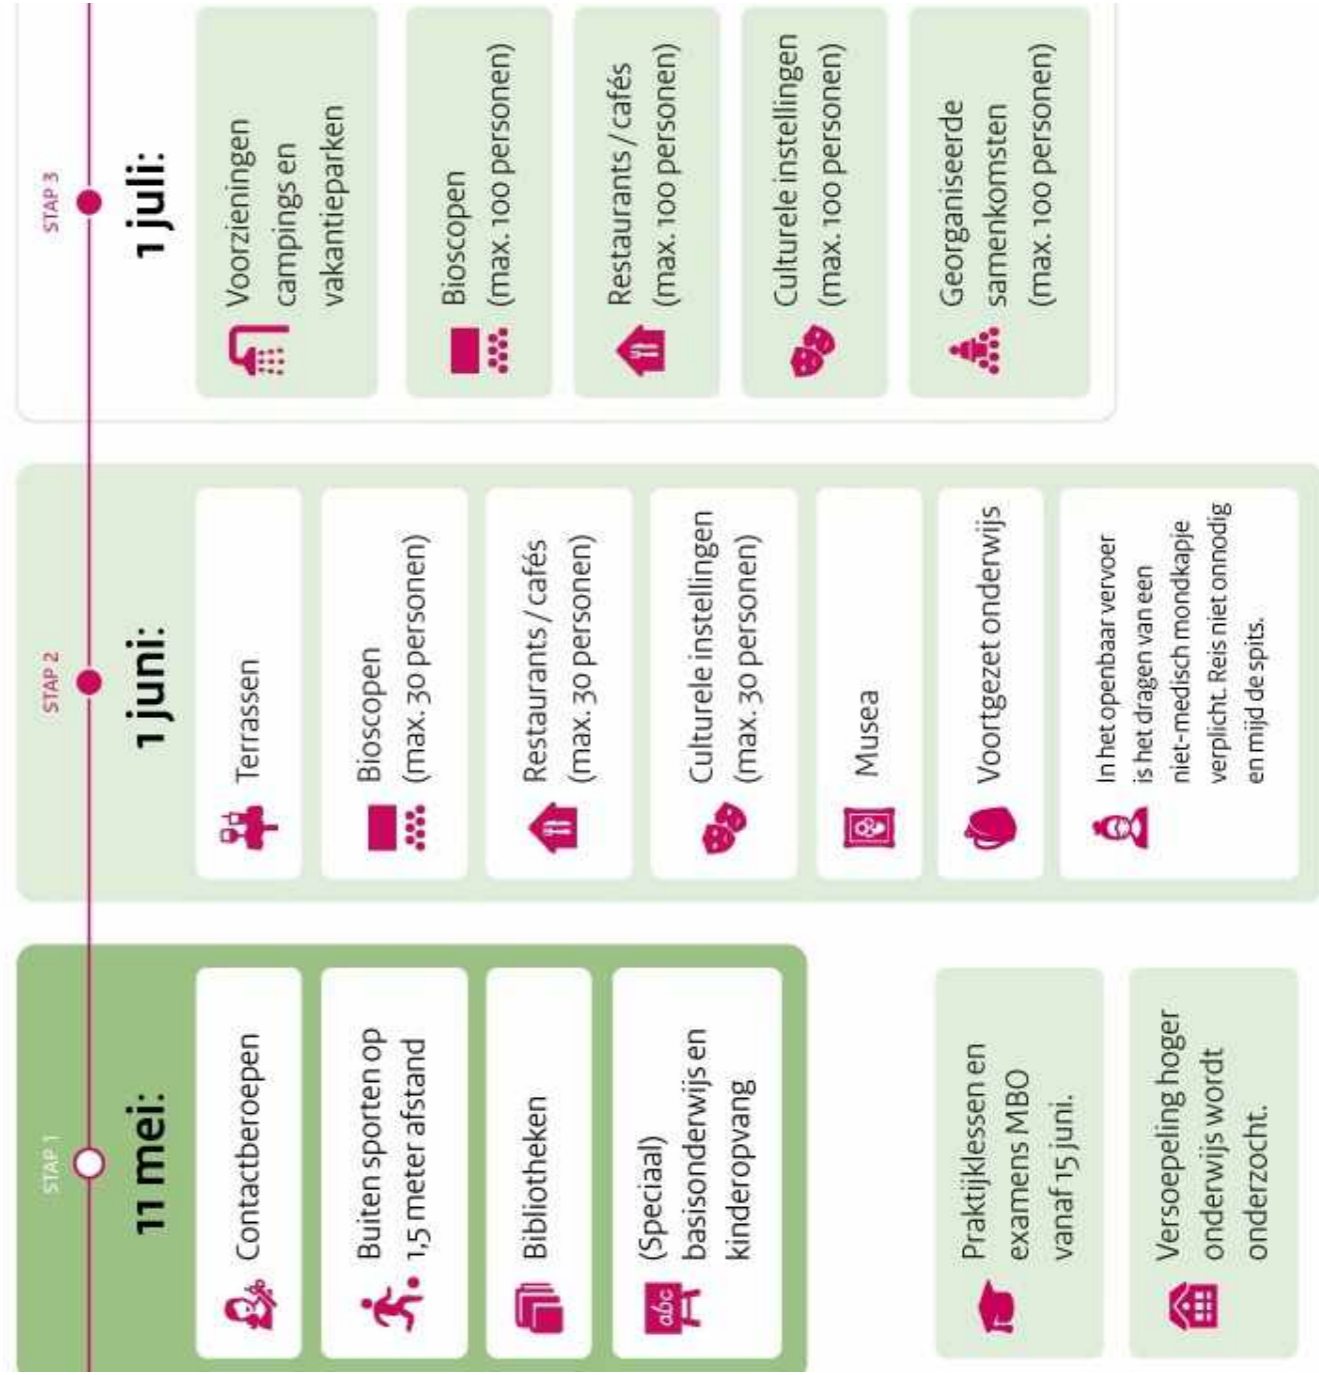 STAP 1
11 mei:
Contactberoepen
Buiten sporten op
1,5 meter afstand
Bibliotheken
abc
(Speciaal)
basisonderwijs en
kinderopvang
Praktijklessen en
examens MBO
vanaf 15 juni.
Versoepeling hoger
onderwijs wordt
onderzocht.
STAP 2
1 juni:
Terrassen
Bioscopen
(max. 30 personen)
Restaurants / cafés
(max. 30 personen)
Culturele instellingen
(max. 30 personen)
Musea
Voortgezet onderwijs
In het openbaar vervoer
is het dragen van een
niet-medisch mondkapje
verplicht. Reis niet onnodig
en mijd de spits.
STAP 3
1 juli:
Voorzieningen
campings en
vakantieparken
Bioscopen
(max. 100 personen)
Restaurants / cafés
(max. 100 personen)
Culturele instellingen
(max. 100 personen)
Georganiseerde
samenkomsten
(max. 100 personen)